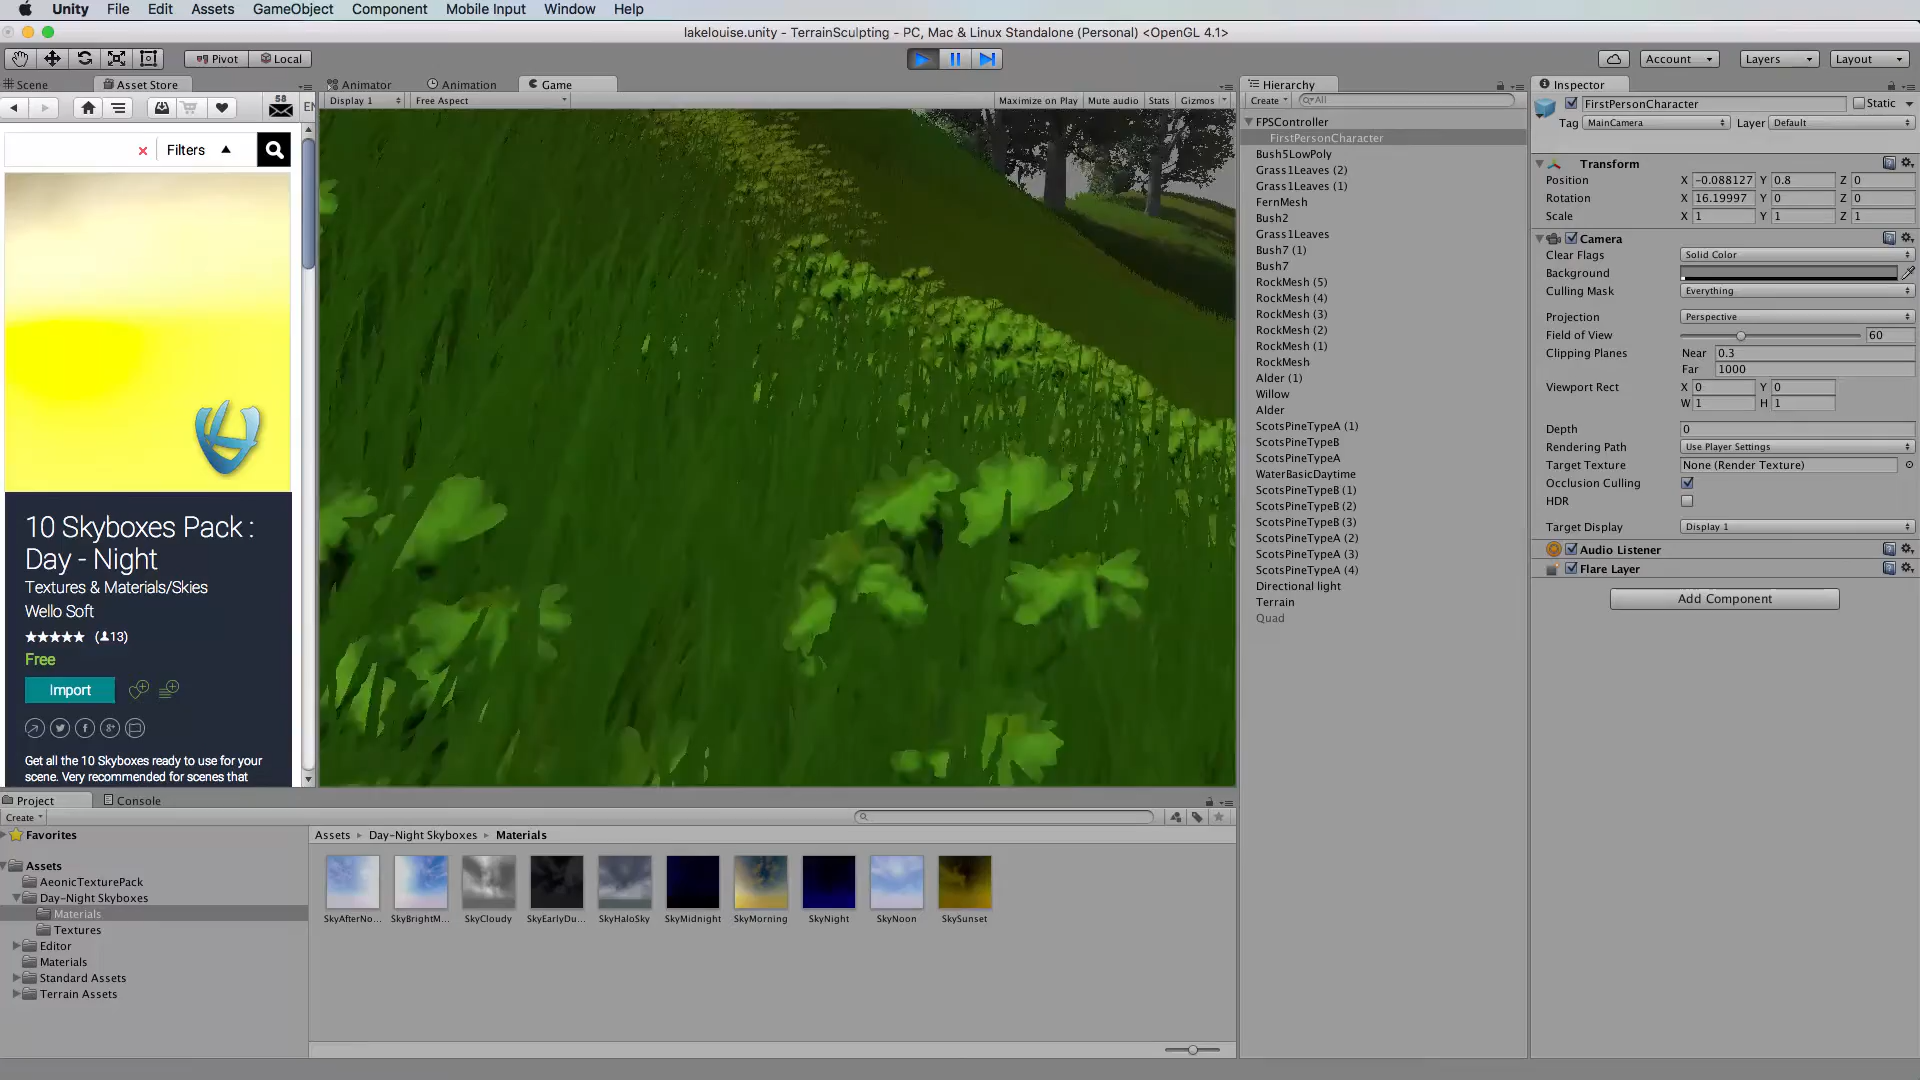 Unity File Edit Assets GameObject Component Mobile Input Window Help
lakelouise.unity - TerrainSculpting - PC, Mac & Linux Standalone (Personal) <OpenGL 4.1>
Pivot Local
Account Layers Layout
Scene Asset Store
58
Filters
10 Skyboxes Pack :
Day - Night
Textures & Materials/Skies
Wello Soft
★★★★★ (13)
Free
Import
Get all the 10 Skyboxes ready to use for your
scene. Very recommended for scenes that
Animator Animation Game
Display 1 Free Aspect Maximize on Play Mute audio Stats Gizmos
Hierarchy
Create All
FPSController
FirstPersonCharacter
Bush5LowPoly
Grass1Leaves (2)
Grass1Leaves (1)
FernMesh
Bush2
Grass1Leaves
Bush7 (1)
Bush7
RockMesh (5)
RockMesh (4)
RockMesh (3)
RockMesh (2)
RockMesh (1)
RockMesh
Alder (1)
Willow
Alder
ScotsPineTypeA (1)
ScotsPineTypeB
ScotsPineTypeA
WaterBasicDaytime
ScotsPineTypeB (1)
ScotsPineTypeB (2)
ScotsPineTypeB (3)
ScotsPineTypeA (2)
ScotsPineTypeA (3)
ScotsPineTypeA (4)
Directional light
Terrain
Quad
Inspector
FirstPersonCharacter Static
Tag MainCamera Layer Default
Transform
Position X -0.088127 Y 0.8 Z 0
Rotation X 16.19997 Y 0 Z 0
Scale X 1 Y 1 Z 1
Camera
Clear Flags Solid Color
Background
Culling Mask Everything
Projection Perspective
Field of View 60
Clipping Planes Near 0.3
Far 1000
Viewport Rect X 0 Y 0
W 1 H 1
Depth 0
Rendering Path Use Player Settings
Target Texture None (Render Texture)
Occlusion Culling
HDR
Target Display Display 1
Audio Listener
Flare Layer
Add Component
Project Console
Create
Favorites
Assets
AeonicTexturePack
Day-Night Skyboxes
Materials
Textures
Editor
Materials
Standard Assets
Terrain Assets
Assets Day-Night Skyboxes Materials
SkyAfterNo... SkyBrightM... SkyCloudy SkyEarlyDu... SkyHaloSky SkyMidnight SkyMorning SkyNight SkyNoon SkySunset